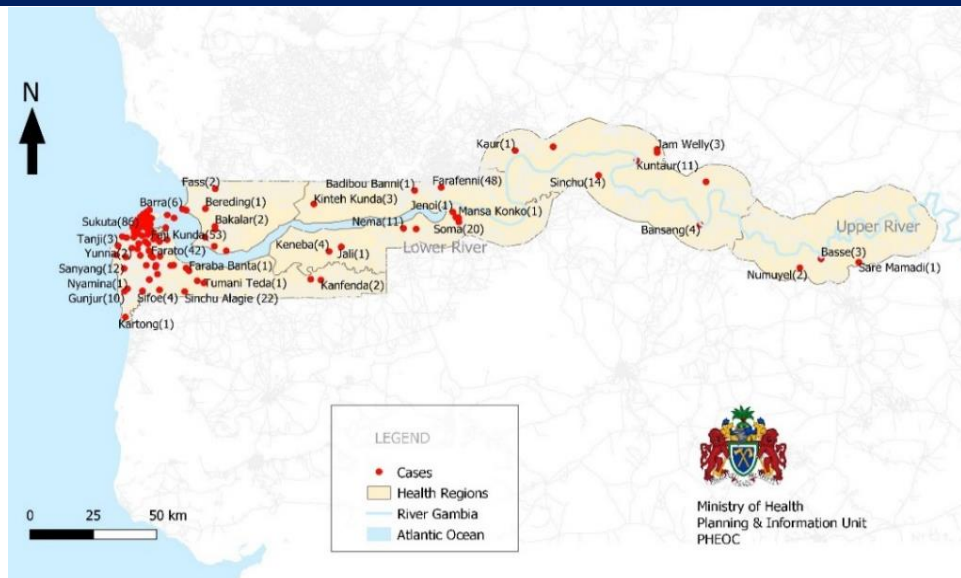 N
Kaur(1)
Jam Welly(3)
Kuntaur(11)
Fass(2)
Badibou Banni(1)
Farafenni(48)
Sinchu(14)
Barra(6)
Bereding(1)
Kinteh Kunda(3)
Jenoi(1)
Mansa Konko(1)
Sukuta(86)
Bakalar(2)
Nema(11)
Soma(20)
Bansang(4)
Upper River
Tanji(3)
Kunda(53)
Keneba(4)
Lower River
Yunna(2)
Farato(42)
Jali(1)
Basse(3)
Sanyang(12)
Faraba Banta(1)
Numuyel(2)
Sare Mamadi(1)
Nyamina(1)
Tumani Teda(1)
Kanfenda(2)
Gunjur(10)
Sifoe(4)
Sinchu Alagie (22)
Kartong(1)
LEGEND
Cases
Health Regions
River Gambia
Atlantic Ocean
0 25 50 km
Ministry of Health
Planning & Information Unit
PHEOC